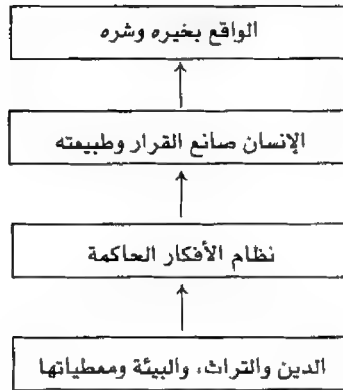 الواقع بخيره وشره
الإنسان صانع القرار وطبيعته
نظام الأفكار الحاكمة
الدين والتراث، والبيئة ومعطياتها